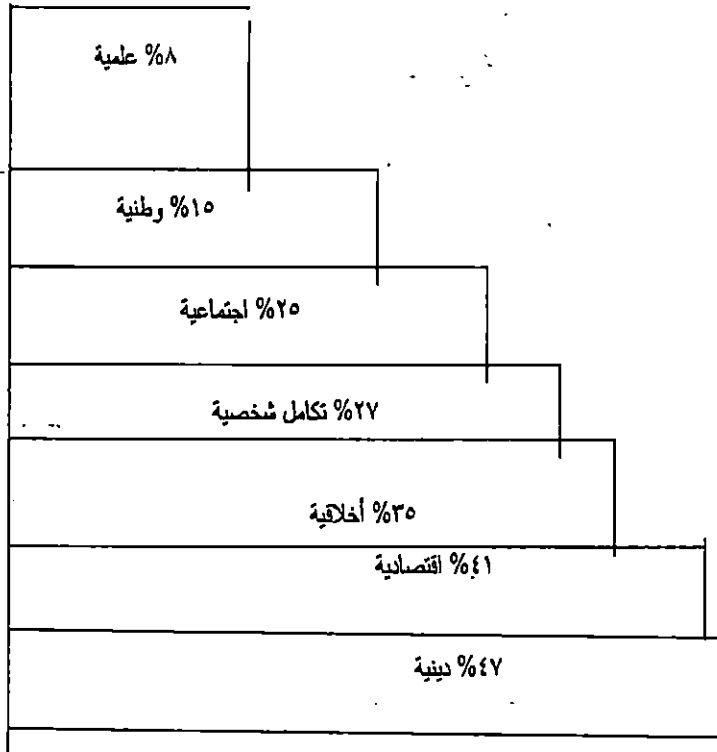 ٨% علمية
١٥% وطنية
٢٥% اجتماعية
٢٧% تكامل شخصية
٣٥% أخلاقية
٤١% اقتصادية
٤٧% دينية